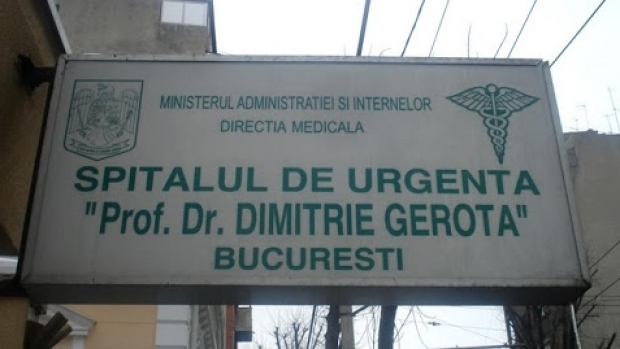 MINISTERUL ADMINISTRATIEI SI INTERNELOR
DIRECTIA MEDICALA
SPITALUL DE URGENTA
"Prof. Dr. DIMITRIE GEROTA"
BUCURESTI